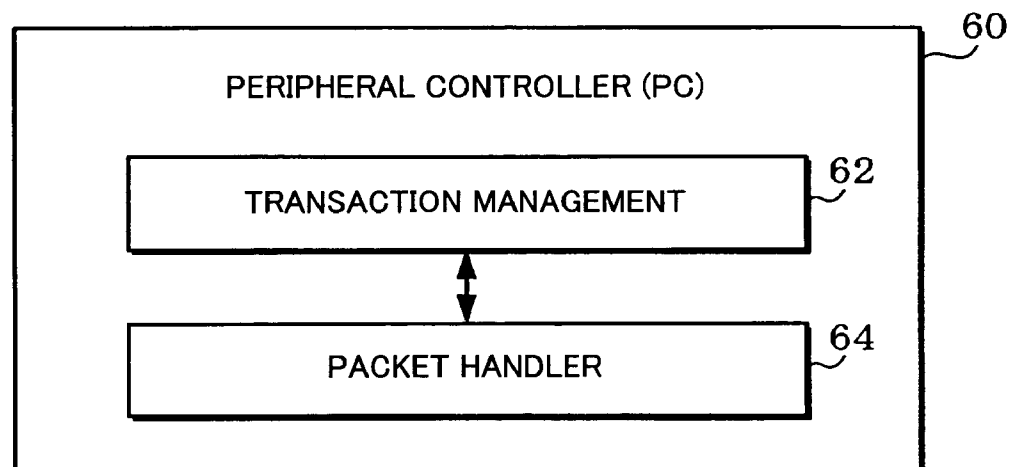 60
PERIPHERAL CONTROLLER (PC)
62
TRANSACTION MANAGEMENT
64
PACKET HANDLER